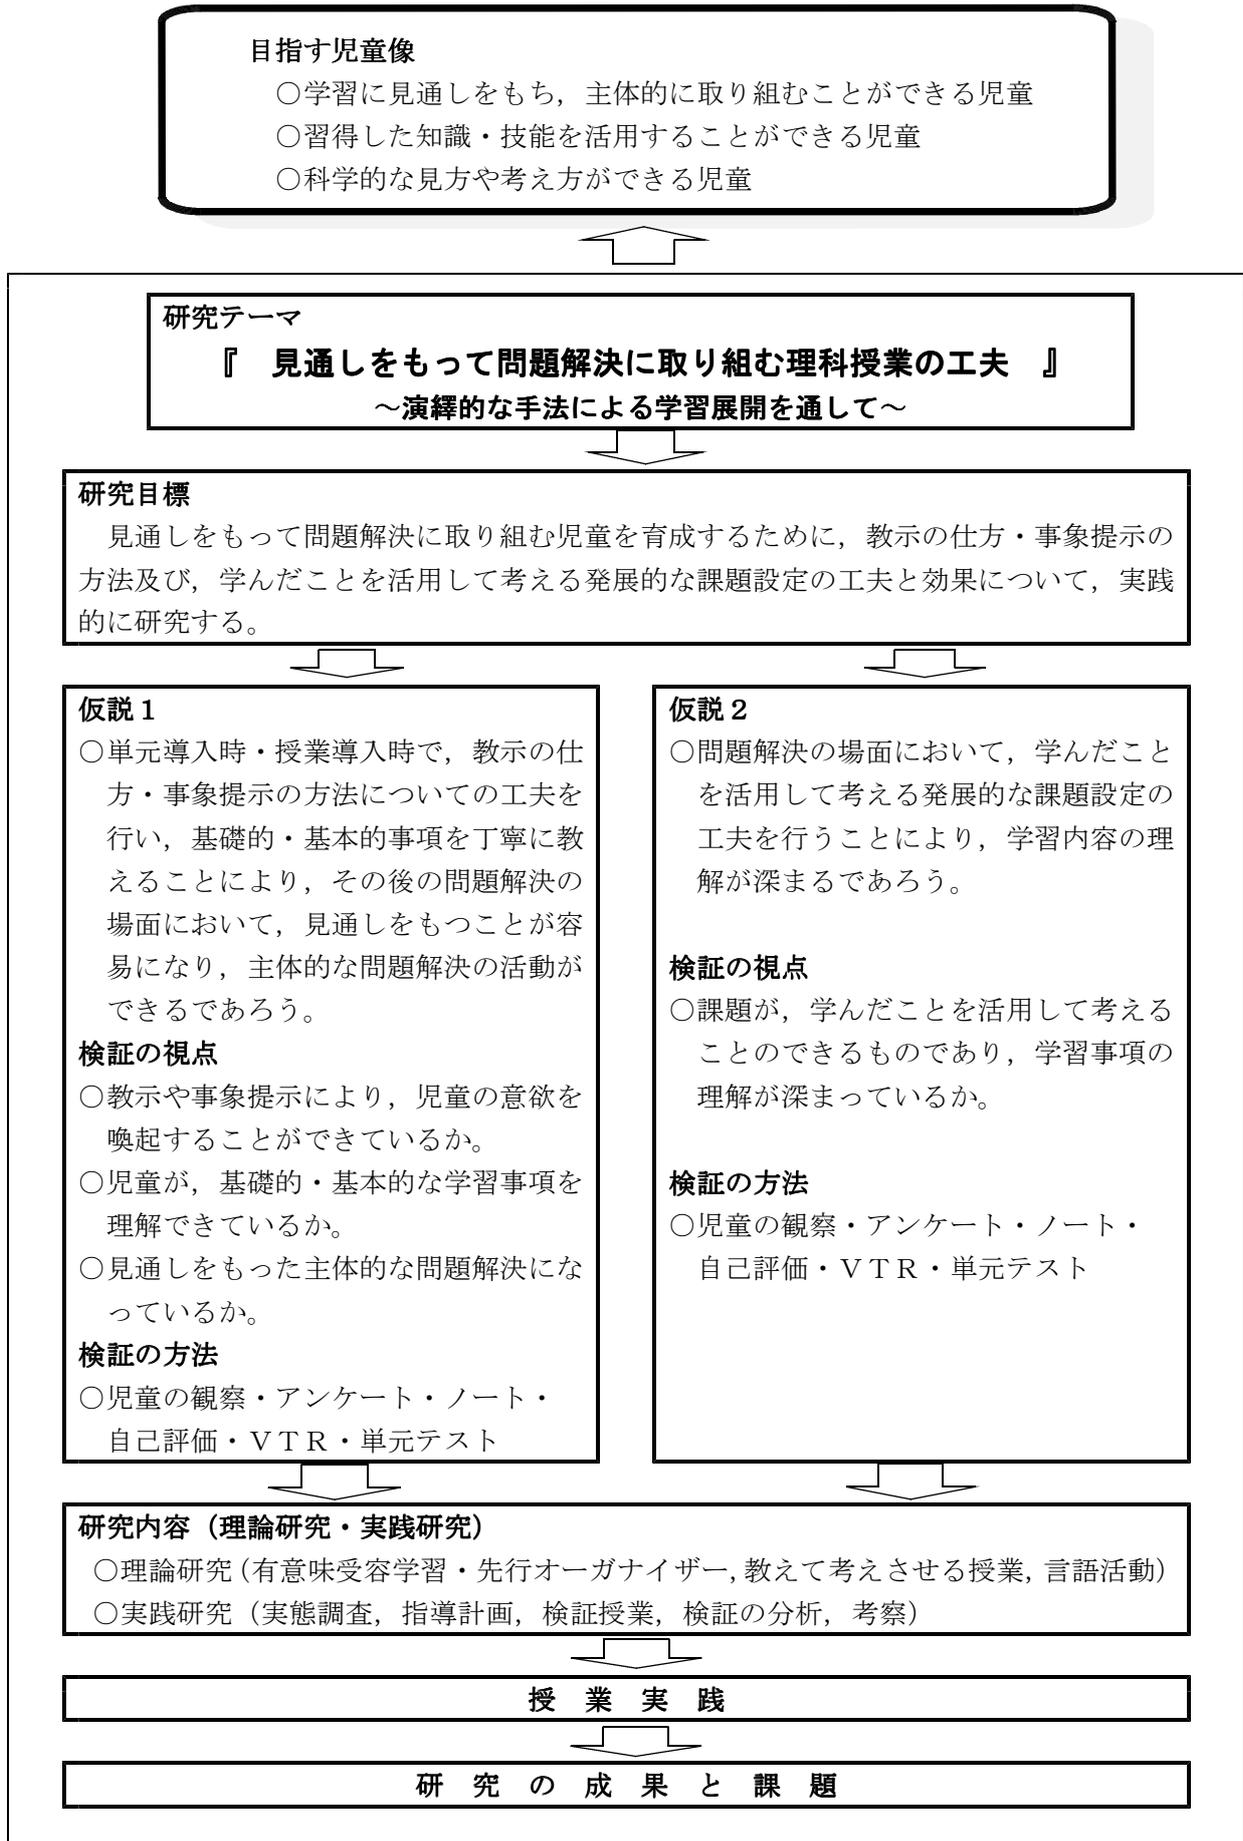 目指す児童像
○学習に見通しをもち，主体的に取り組むことができる児童
○習得した知識・技能を活用することができる児童
○科学的な見方や考え方ができる児童
研究テーマ
『　見通しをもって問題解決に取り組む理科授業の工夫　』
～演繹的な手法による学習展開を通して～
研究目標
　見通しをもって問題解決に取り組む児童を育成するために，教示の仕方・事象提示の
方法及び，学んだことを活用して考える発展的な課題設定の工夫と効果について，実践
的に研究する。
仮説１
○単元導入時・授業導入時で，教示の仕
方・事象提示の方法についての工夫を
行い，基礎的・基本的事項を丁寧に教
えることにより，その後の問題解決の
場面において，見通しをもつことが容
易になり，主体的な問題解決の活動が
できるであろう。
検証の視点
○教示や事象提示により，児童の意欲を
喚起することができているか。
○児童が，基礎的・基本的な学習事項を
理解できているか。
○見通しをもった主体的な問題解決にな
っているか。
検証の方法
○児童の観察・アンケート・ノート・
自己評価・ＶＴＲ・単元テスト
仮説２
○問題解決の場面において，学んだこと
を活用して考える発展的な課題設定の
工夫を行うことにより，学習内容の理
解が深まるであろう。
検証の視点
○課題が，学んだことを活用して考える
ことのできるものであり，学習事項の
理解が深まっているか。
検証の方法
○児童の観察・アンケート・ノート・
自己評価・ＶＴＲ・単元テスト
研究内容（理論研究・実践研究）
○理論研究（有意味受容学習・先行オーガナイザー，教えて考えさせる授業，言語活動）
○実践研究（実態調査，指導計画，検証授業，検証の分析，考察）
授　業　実　践
研　究　の　成　果　と　課　題